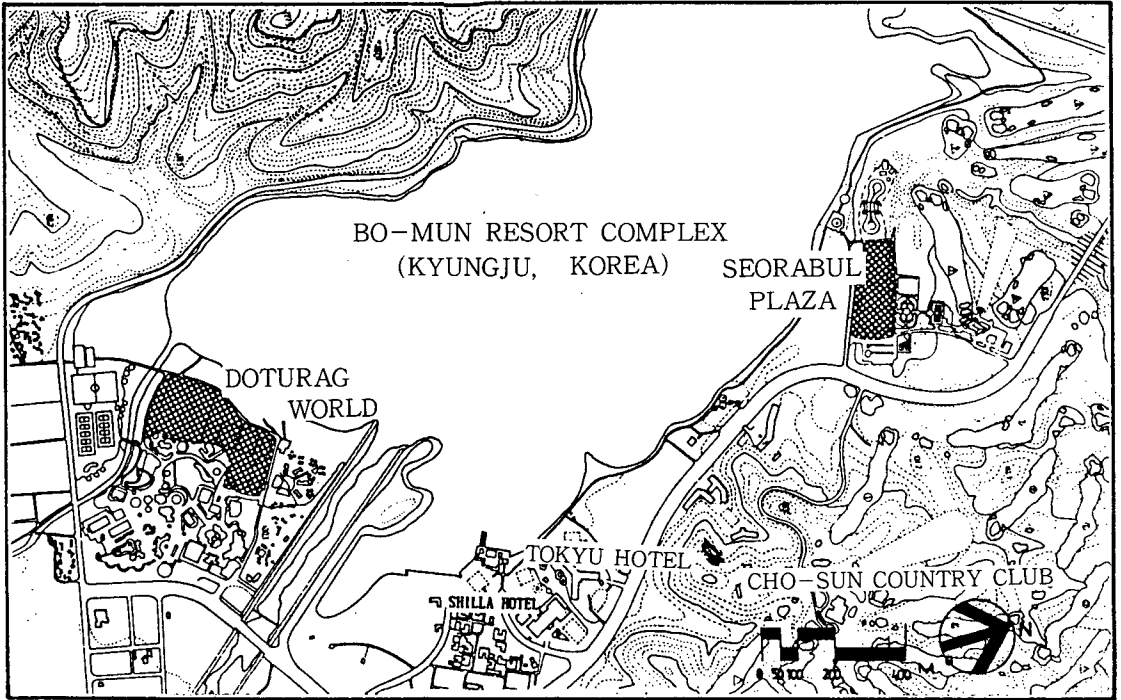 BO-MUN RESORT COMPLEX
(KYUNGJU, KOREA)
SEORABUL
PLAZA
DOTURAG
WORLD
TOKYU HOTEL
SHILLA HOTEL
CHO-SUN COUNTRY CLUB
N
0 50 100 200 400 M